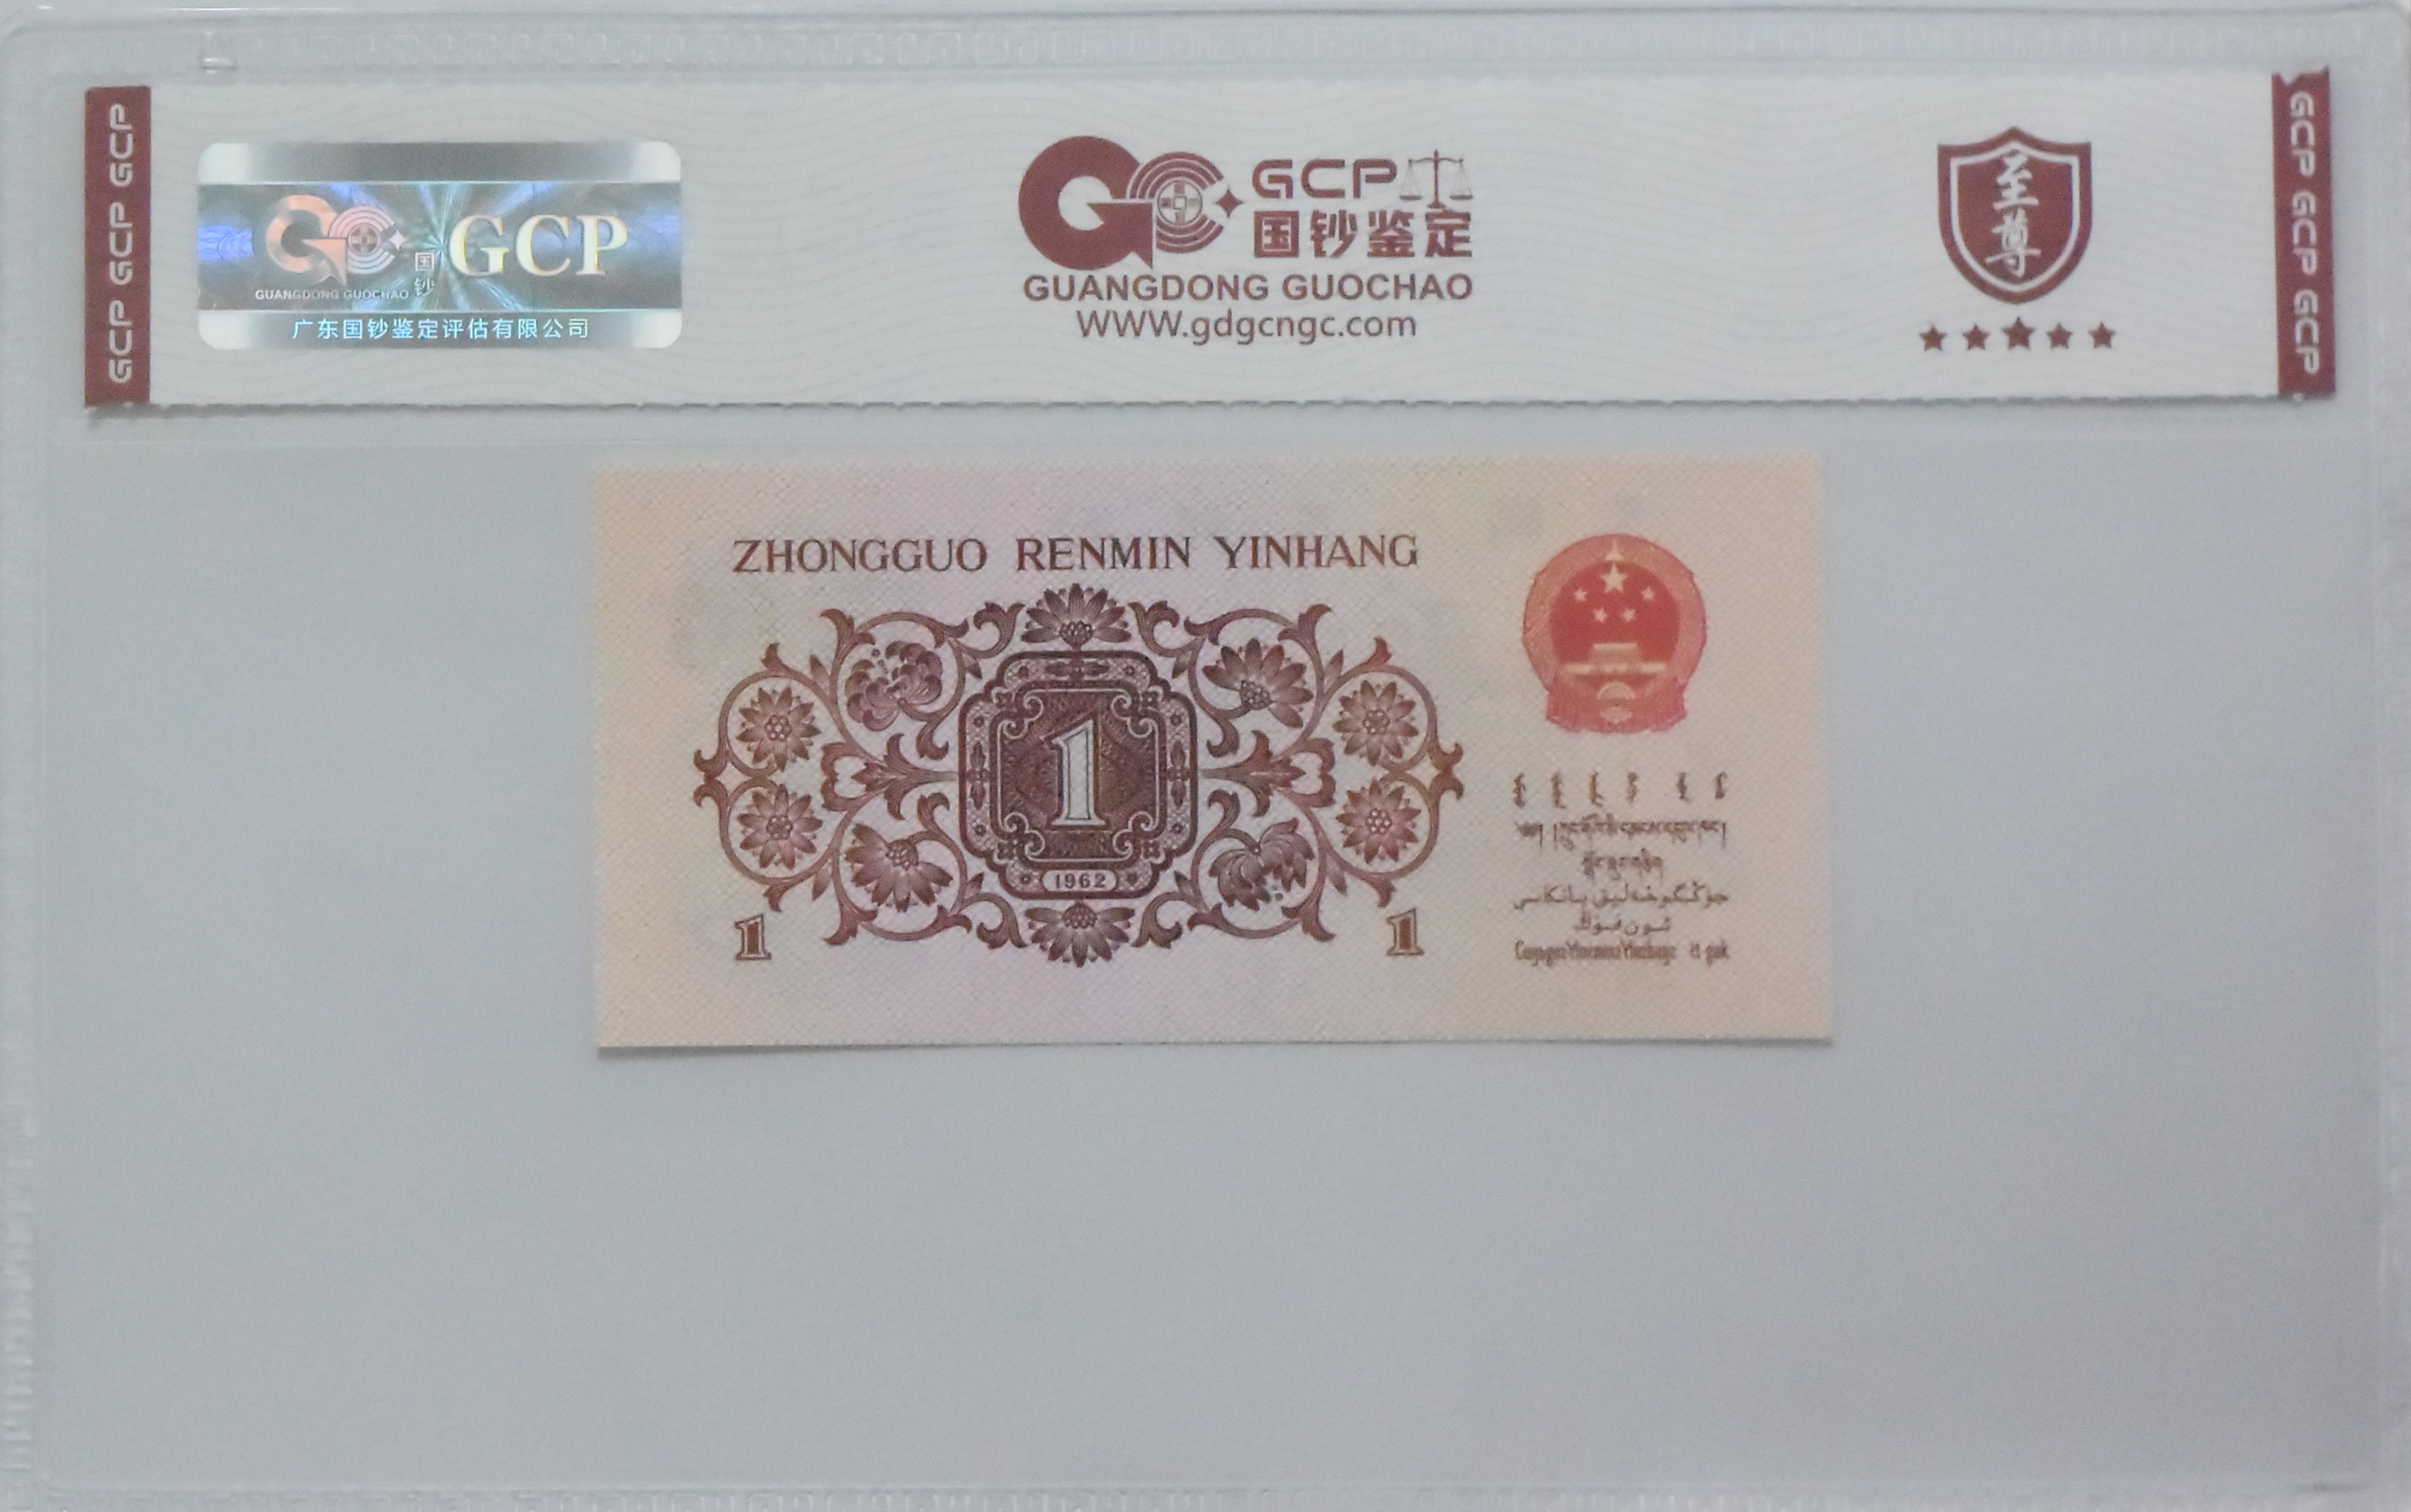 GCP GCP GCP
国钞
GCP
GUANGDONG GUOCHAO
广东国钞鉴定评估有限公司
GCP
国钞鉴定
GUANGDONG GUOCHAO
WWW.gdgcngc.com
至尊
GCP GCP GCP
ZHONGGUO RENMIN YINHANG
1
1962
1
1